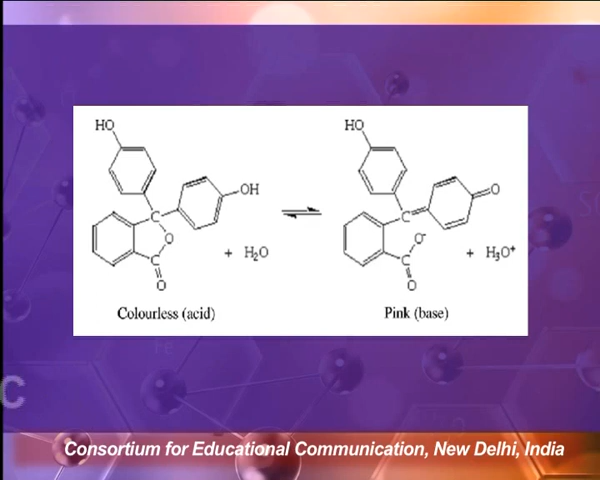 HO
HO
OH
O
C
C
O
O⁻
+ H₂O
+ H₃O⁺
C
C
O
O
Colourless (acid)
Pink (base)
C
Consortium for Educational Communication, New Delhi, India